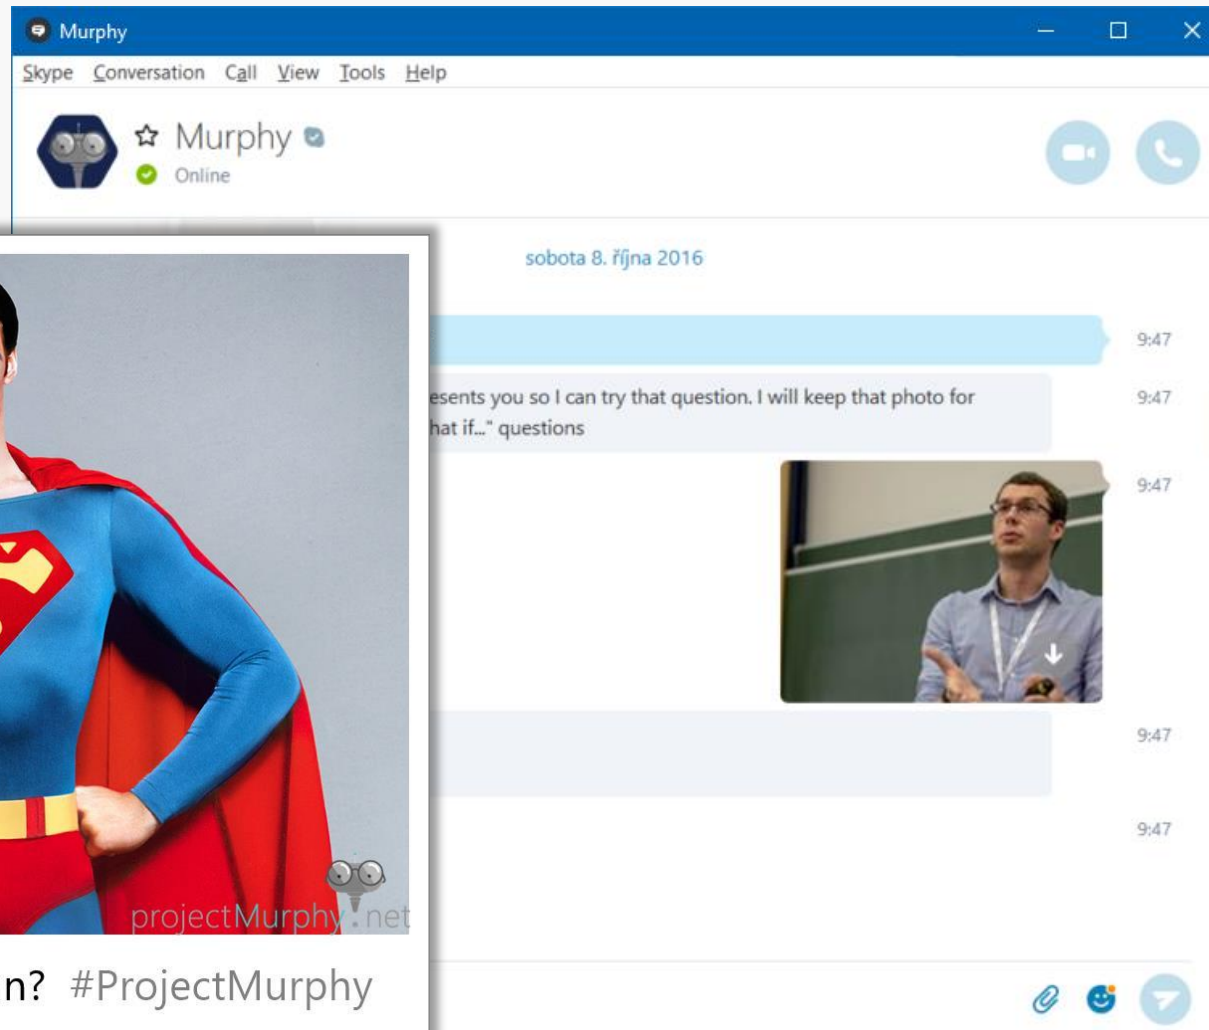 Murphy
Skype Conversation Call View Tools Help
Murphy
Online
sobota 8. října 2016
9:47
esents you so I can try that question. I will keep that photo for
hat if..." questions
9:47
9:47
9:47
9:47
projectMurphy.net
n? #ProjectMurphy